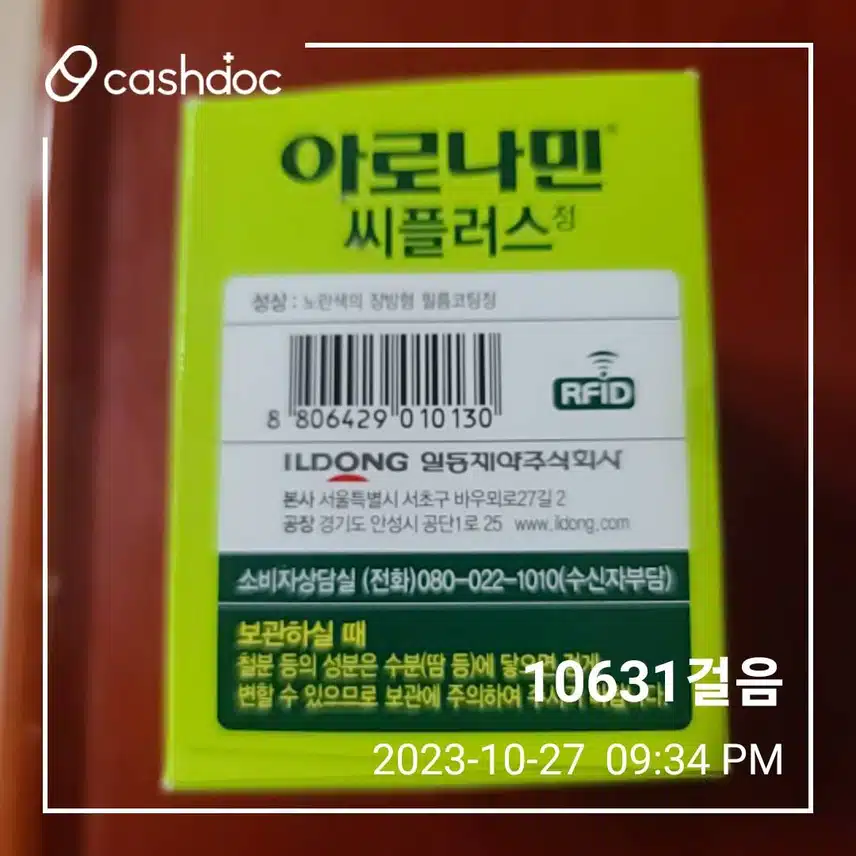 cashdoc
아로나민®
씨플러스정
성상 : 노란색의 장방형 필름코팅정
8 806429 010130
RFiD
ILDONG 일동제약주식회사
본사 서울특별시 서초구 바우뫼로27길 2
공장 경기도 안성시 공단1로 25 www.ildong.com
소비자상담실 (전화)080-022-1010(수신자부담)
보관하실 때
철분 등의 성분은 수분(땀 등)에 닿으면 검게
변할 수 있으므로 보관에 주의하여
10631걸음
2023-10-27 09:34 PM